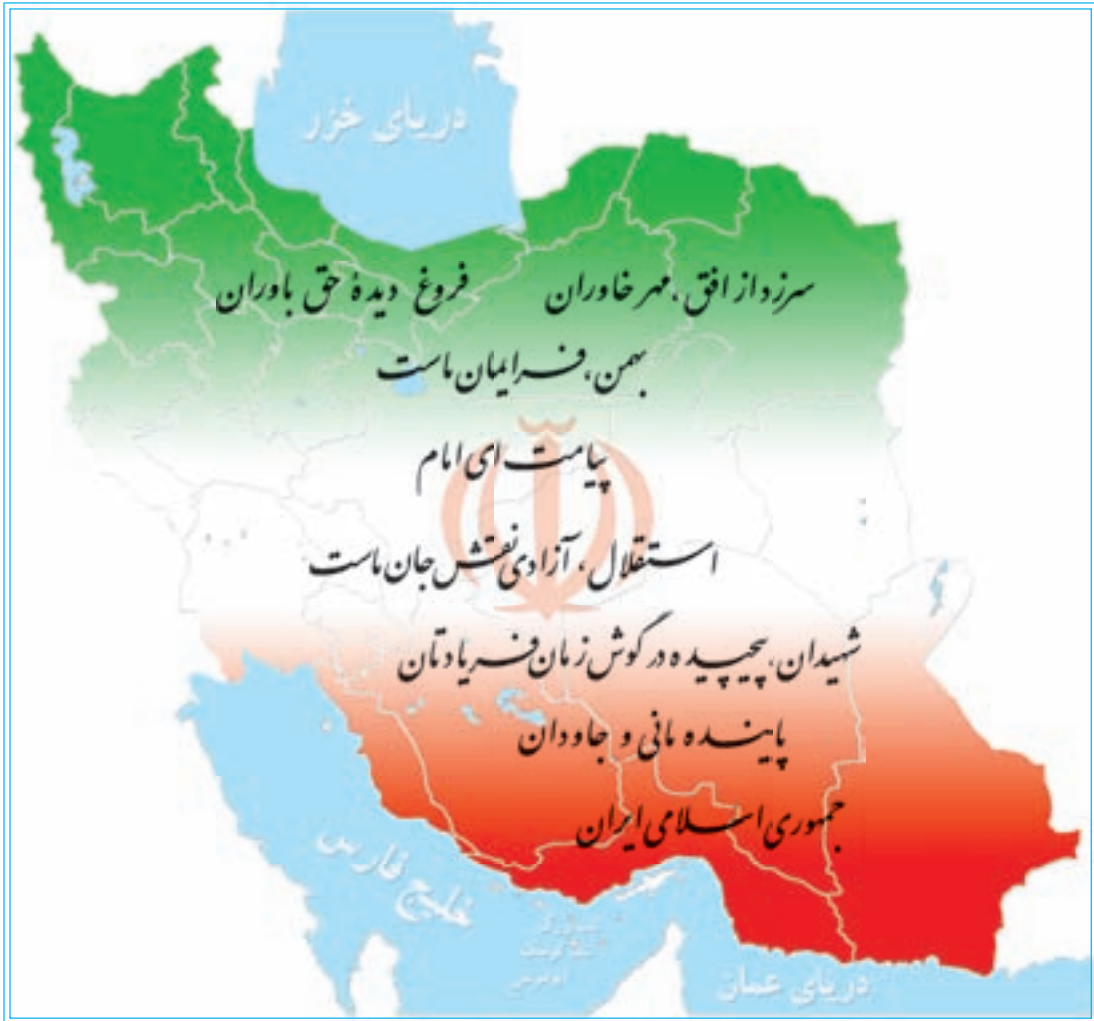 دریای خزر
سرزد از افق، مهر خاوران    فروغ دیدهٔ حق باوران
بهمن، فر ایمان ماست
پیامت ای امام
استقلال، آزادی نقش جان ماست
شهیدان، پیچیده در گوش زمان فریادتان
پاینده مانی و جاودان
جمهوری اسلامی ایران
خلیج فارس
دریای عمان